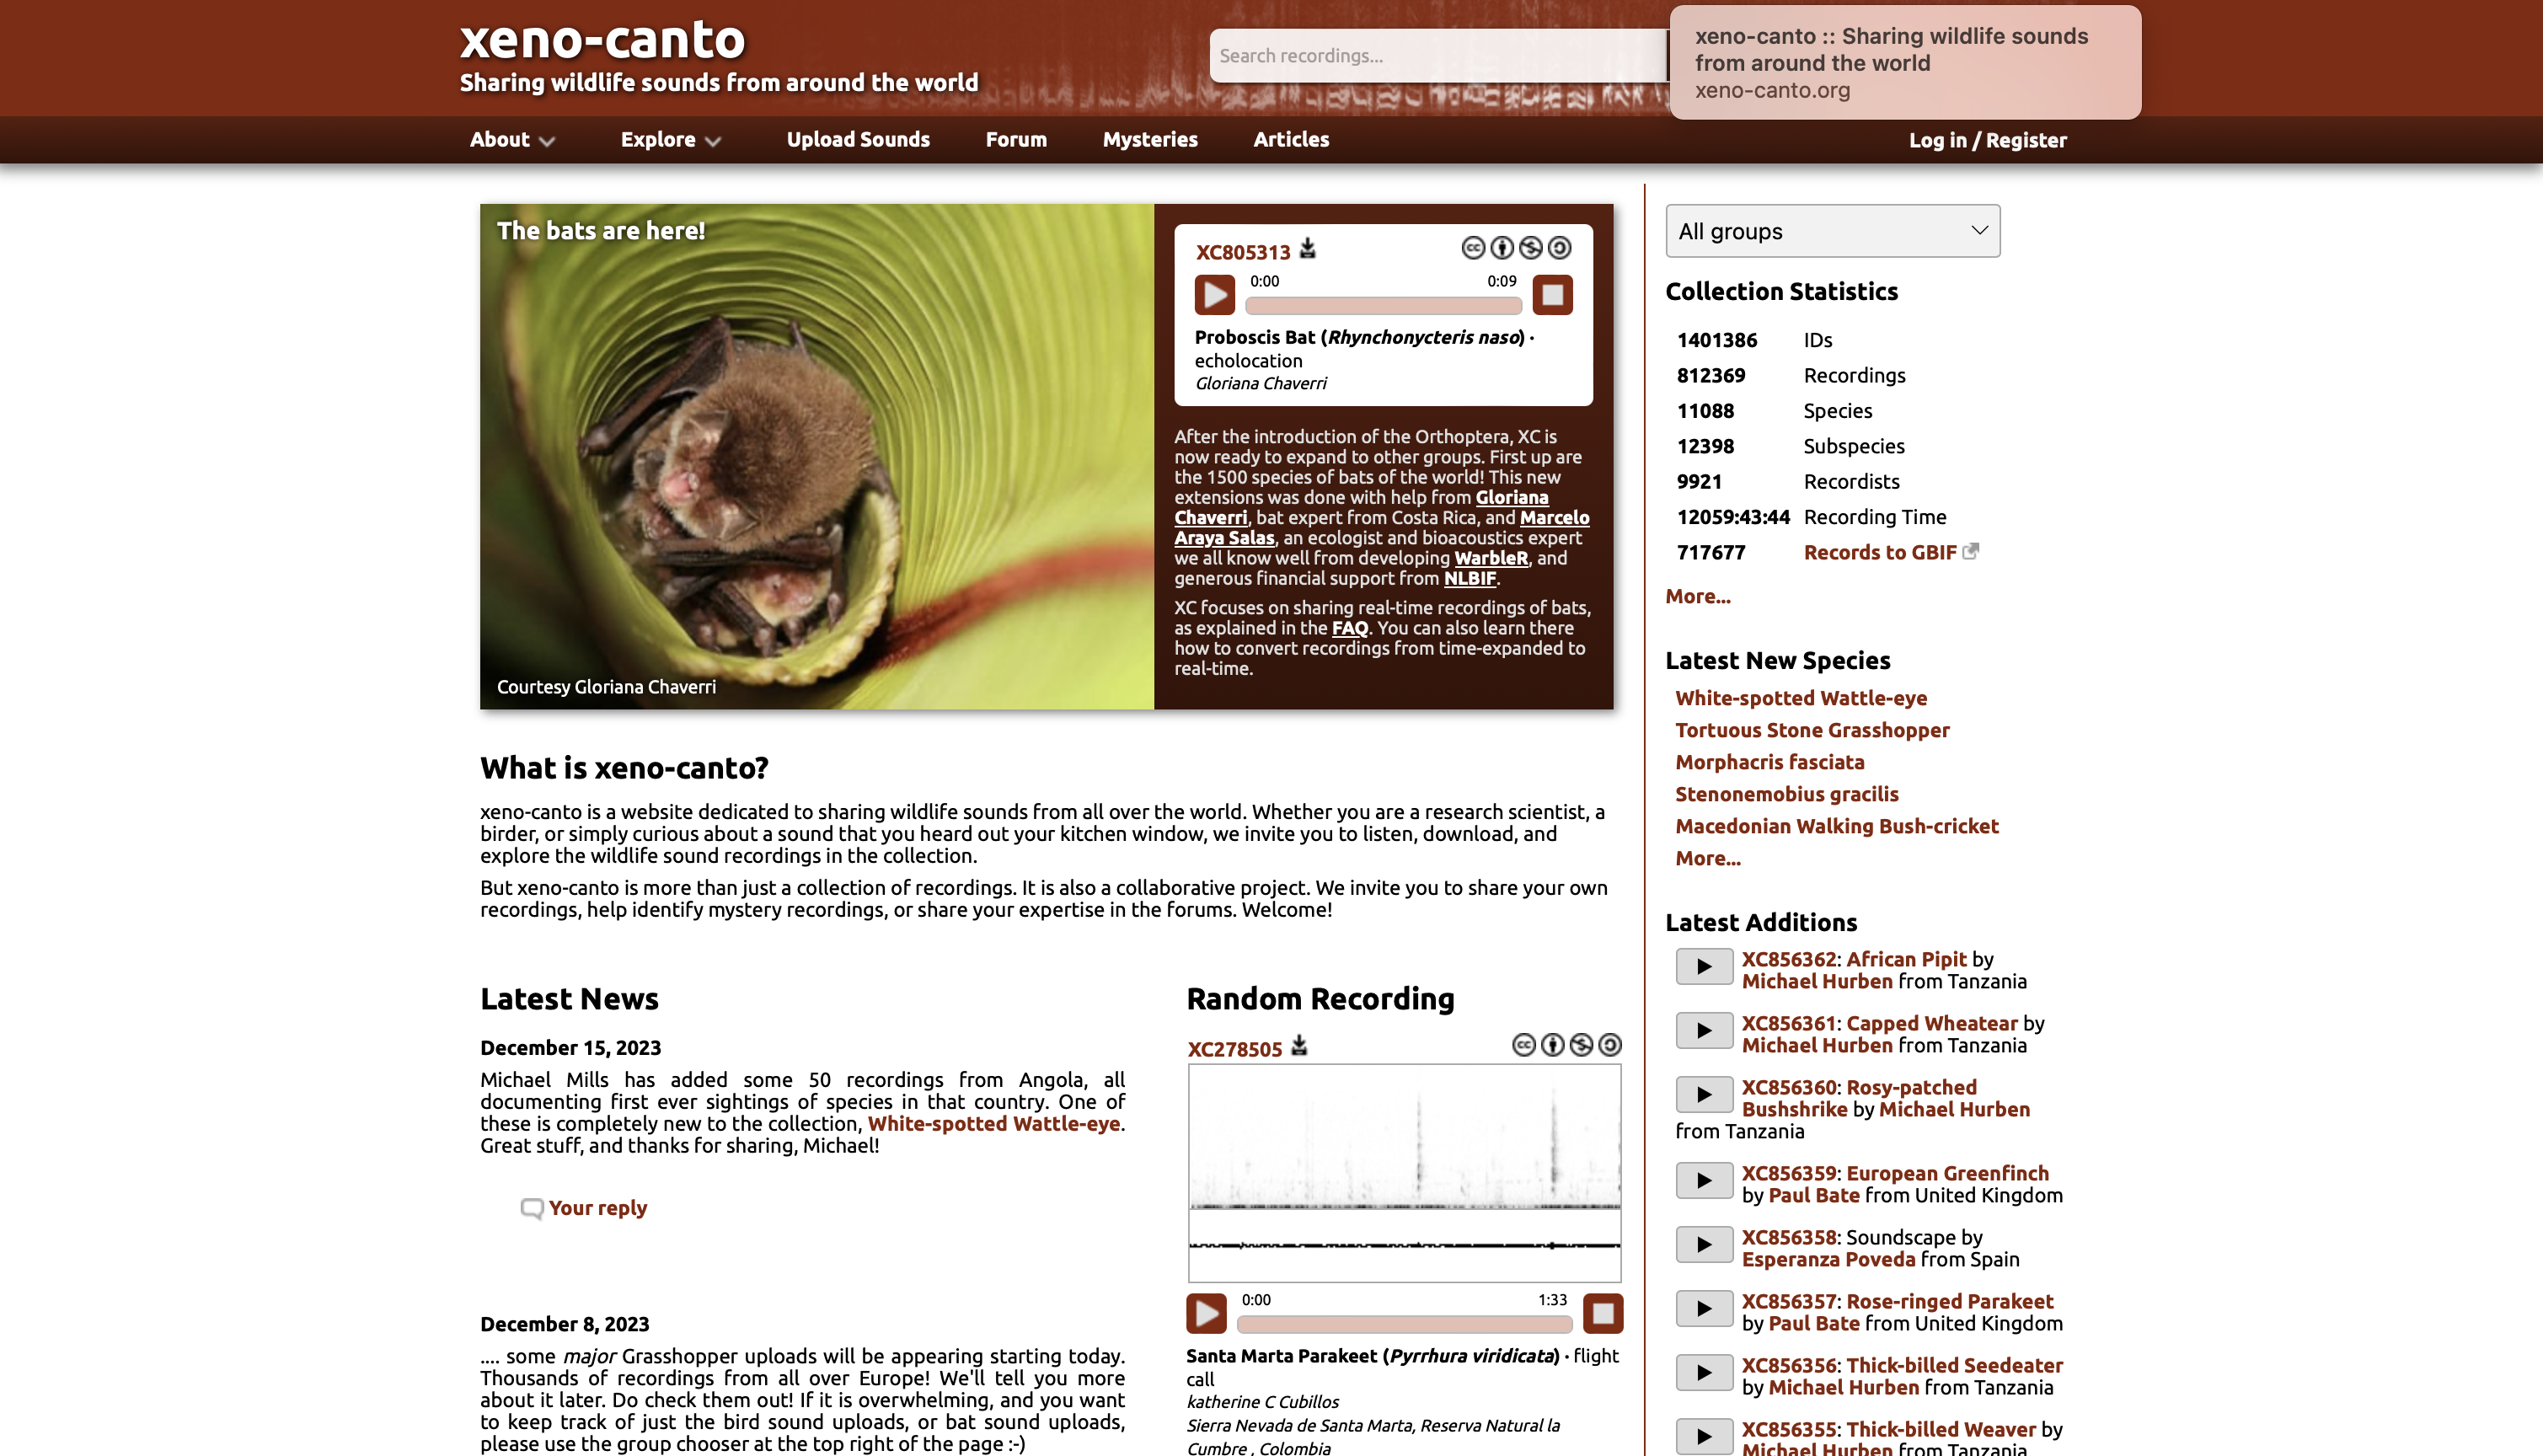 xeno-canto
Sharing wildlife sounds from around the world
Search recordings...
xeno-canto :: Sharing wildlife sounds
from around the world
xeno-canto.org
About
Explore
Upload Sounds
Forum
Mysteries
Articles
Log in / Register
The bats are here!
Courtesy Gloriana Chaverri
XC805313
0:00
0:09
Proboscis Bat (Rhynchonycteris naso) ·
echolocation
Gloriana Chaverri
After the introduction of the Orthoptera, XC is
now ready to expand to other groups. First up are
the 1500 species of bats of the world! This new
extensions was done with help from Gloriana
Chaverri, bat expert from Costa Rica, and Marcelo
Araya Salas, an ecologist and bioacoustics expert
we all know well from developing WarbleR, and
generous financial support from NLBIF.
XC focuses on sharing real-time recordings of bats,
as explained in the FAQ. You can also learn there
how to convert recordings from time-expanded to
real-time.
What is xeno-canto?
xeno-canto is a website dedicated to sharing wildlife sounds from all over the world. Whether you are a research scientist, a
birder, or simply curious about a sound that you heard out your kitchen window, we invite you to listen, download, and
explore the wildlife sound recordings in the collection.
But xeno-canto is more than just a collection of recordings. It is also a collaborative project. We invite you to share your own
recordings, help identify mystery recordings, or share your expertise in the forums. Welcome!
Latest News
December 15, 2023
Michael Mills has added some 50 recordings from Angola, all
documenting first ever sightings of species in that country. One of
these is completely new to the collection, White-spotted Wattle-eye.
Great stuff, and thanks for sharing, Michael!
Your reply
December 8, 2023
.... some major Grasshopper uploads will be appearing starting today.
Thousands of recordings from all over Europe! We'll tell you more
about it later. Do check them out! If it is overwhelming, and you want
to keep track of just the bird sound uploads, or bat sound uploads,
please use the group chooser at the top right of the page :-)
Random Recording
XC278505
0:00
1:33
Santa Marta Parakeet (Pyrrhura viridicata) · flight
call
katherine C Cubillos
Sierra Nevada de Santa Marta, Reserva Natural la
Cumbre , Colombia
All groups
Collection Statistics
1401386 IDs
812369 Recordings
11088 Species
12398 Subspecies
9921 Recordists
12059:43:44 Recording Time
717677 Records to GBIF
More...
Latest New Species
White-spotted Wattle-eye
Tortuous Stone Grasshopper
Morphacris fasciata
Stenonemobius gracilis
Macedonian Walking Bush-cricket
More...
Latest Additions
XC856362: African Pipit by
Michael Hurben from Tanzania
XC856361: Capped Wheatear by
Michael Hurben from Tanzania
XC856360: Rosy-patched
Bushshrike by Michael Hurben
from Tanzania
XC856359: European Greenfinch
by Paul Bate from United Kingdom
XC856358: Soundscape by
Esperanza Poveda from Spain
XC856357: Rose-ringed Parakeet
by Paul Bate from United Kingdom
XC856356: Thick-billed Seedeater
by Michael Hurben from Tanzania
XC856355: Thick-billed Weaver by
Michael Hurben from Tanzania